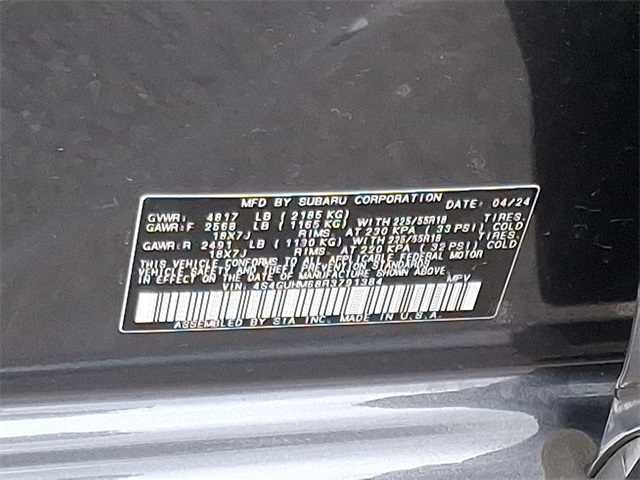 MFD BY SUBARU CORPORATION DATE: 04/24
GVWR: 4817 LB (2185 KG) TIRES,
GAWR:F 2568 LB (1165 KG) WITH 225/55R18
18X7J RIMS, AT 230 KPA (33 PSI) COLD
GAWR:R 2491 LB (1130 KG) WITH 225/55R18 TIRES,
18X7J RIMS, AT 220 KPA (32 PSI) COLD
THIS VEHICLE CONFORMS TO ALL APPLICABLE FEDERAL MOTOR
VEHICLE SAFETY AND THEFT PREVENTION STANDARDS
IN EFFECT ON THE DATE OF MANUFACTURE SHOWN ABOVE.
VIN. 4S4GUHM68R3791384 MPV
ASSEMBLED BY SIA INC. MADE IN U.S.A.